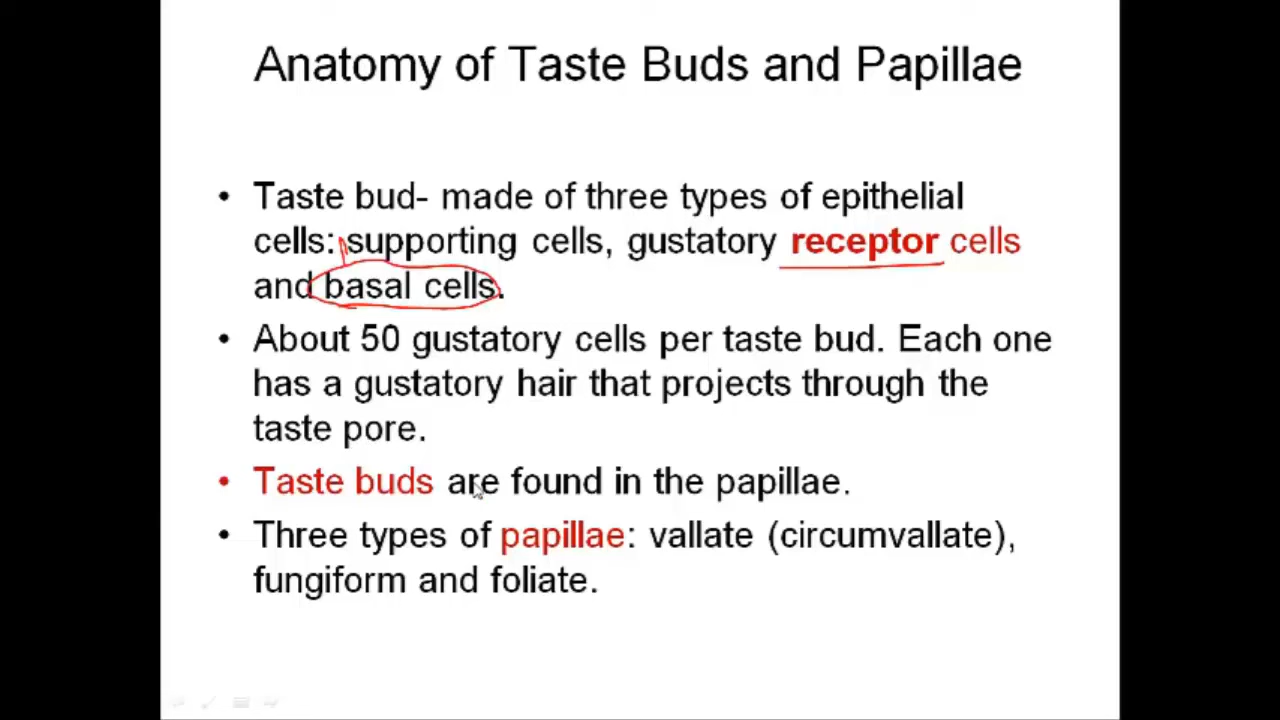 Anatomy of Taste Buds and Papillae
• Taste bud- made of three types of epithelial
cells: supporting cells, gustatory receptor cells
and basal cells.
• About 50 gustatory cells per taste bud. Each one
has a gustatory hair that projects through the
taste pore.
• Taste buds are found in the papillae.
• Three types of papillae: vallate (circumvallate),
fungiform and foliate.